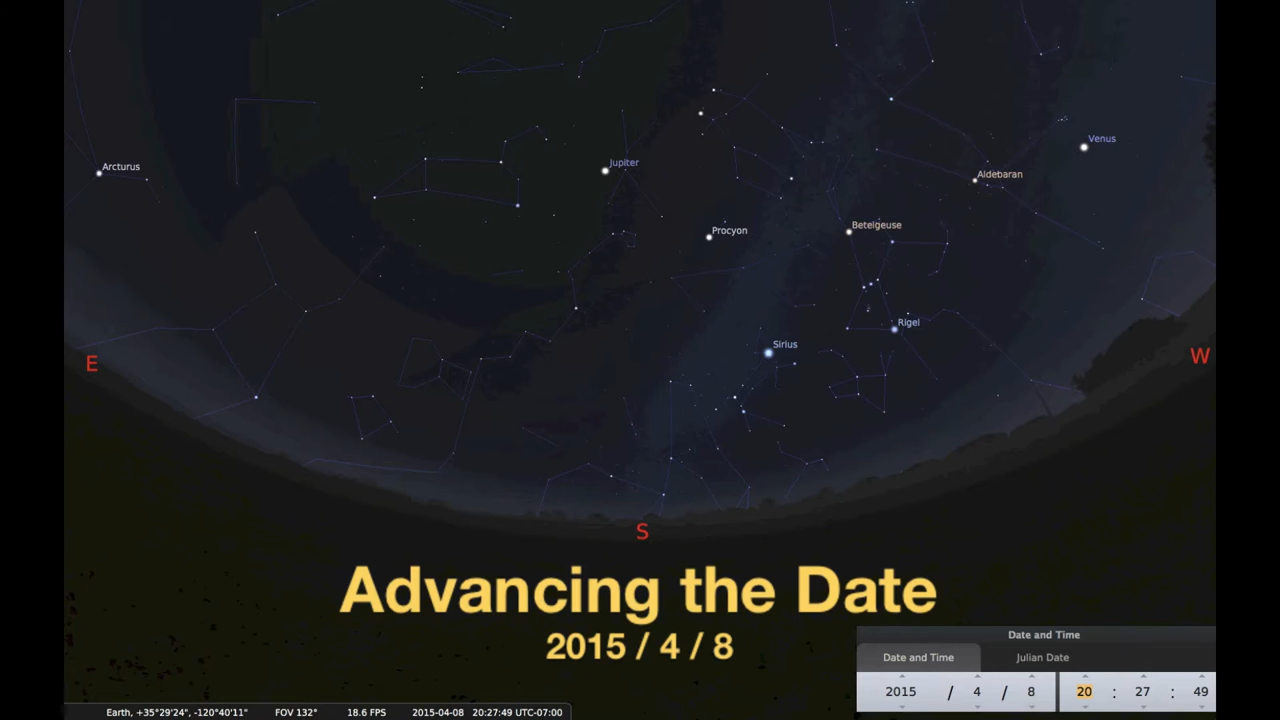 Venus
Arcturus
Jupiter
Aldebaran
Betelgeuse
Procyon
Rigel
Sirius
E
W
S
Advancing the Date
2015 / 4 / 8
Date and Time
Date and Time Julian Date
2015 / 4 / 8 20 : 27 : 49
Earth, +35°29'24", -120°40'11" FOV 132° 18.6 FPS 2015-04-08 20:27:49 UTC-07:00